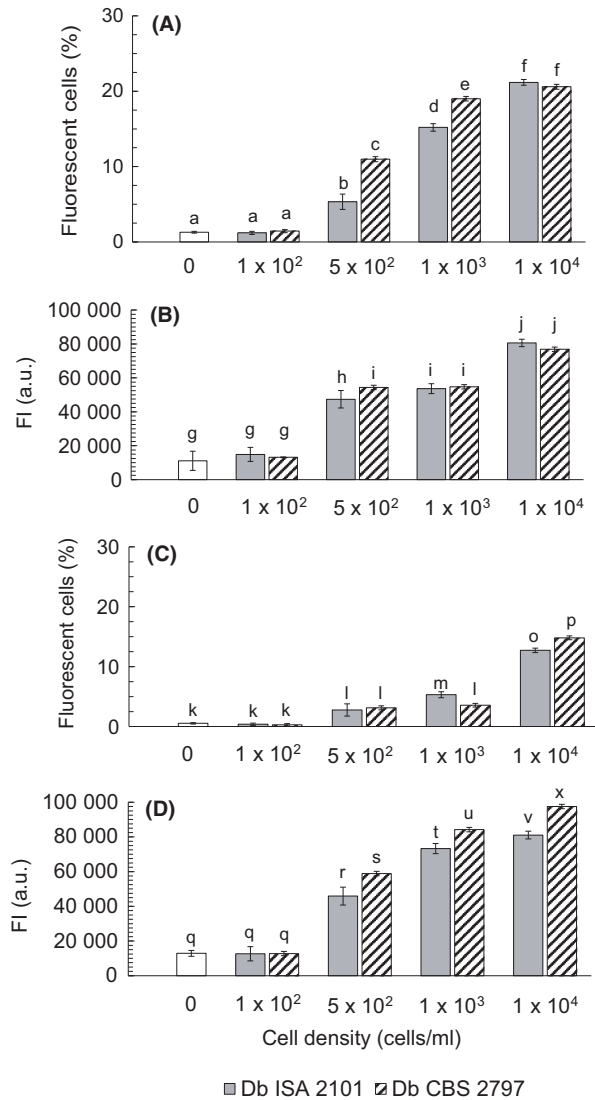 (A)
Fluorescent cells (%)
30
20
10
0
a
a a
b c
d e
f f
0 1 x 10² 5 x 10² 1 x 10³ 1 x 10⁴
(B)
FI (a.u.)
100 000
80 000
60 000
40 000
20 000
0
g
g g
h i
i i
j j
0 1 x 10² 5 x 10² 1 x 10³ 1 x 10⁴
(C)
Fluorescent cells (%)
30
20
10
0
k
k k
l l
m l
o p
0 1 x 10² 5 x 10² 1 x 10³ 1 x 10⁴
(D)
FI (a.u.)
100 000
80 000
60 000
40 000
20 000
0
q
q q
r s
t u
v x
0 1 x 10² 5 x 10² 1 x 10³ 1 x 10⁴
Cell density (cells/ml)
Db ISA 2101 Db CBS 2797